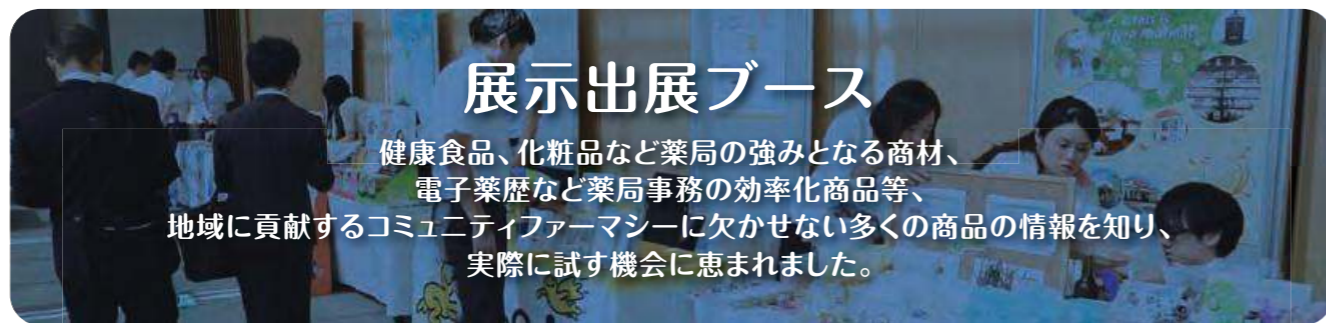 展示出展ブース
健康食品、化粧品など薬局の強みとなる商材、
電子薬歴など薬局事務の効率化商品等、
地域に貢献するコミュニティファーマシーに欠かせない多くの商品の情報を知り、
実際に試す機会に恵まれました。